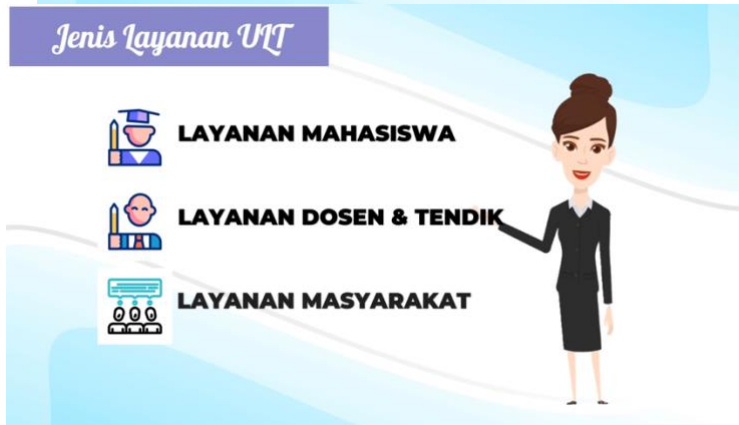 Jenis Layanan ULT
LAYANAN MAHASISWA
LAYANAN DOSEN & TENDIK
LAYANAN MASYARAKAT